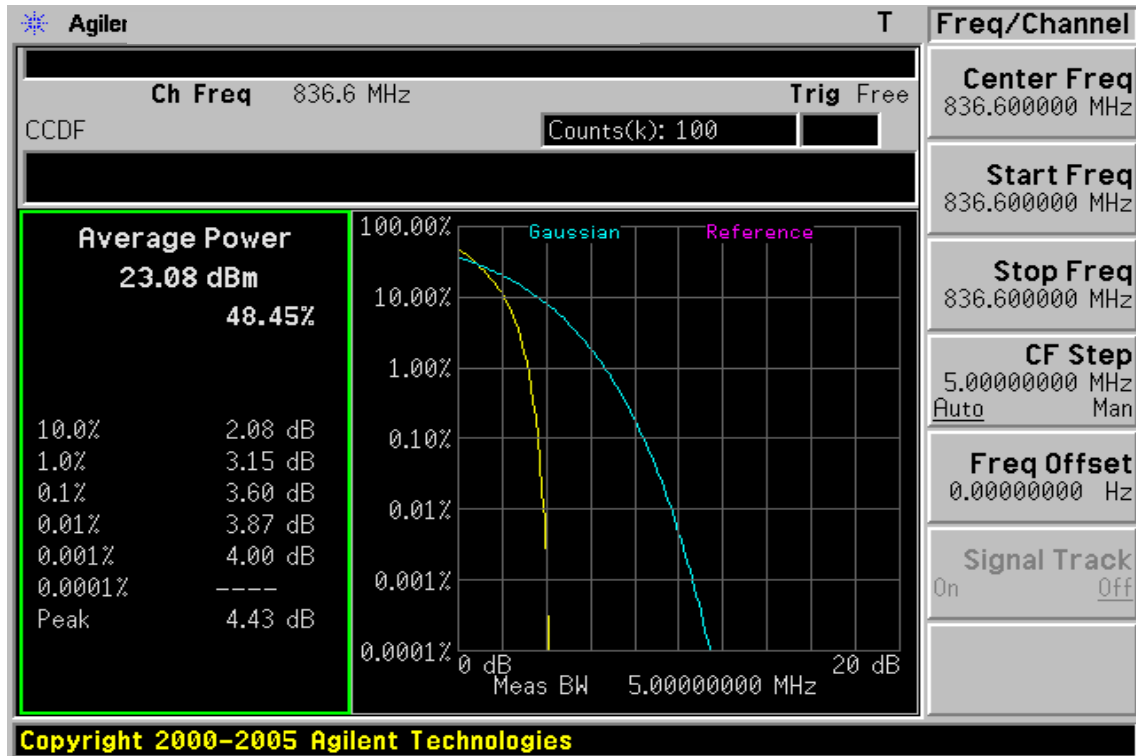 Agiler T
Ch Freq 836.6 MHz Trig Free
CCDF Counts(k): 100
Average Power
23.08 dBm
48.45%
10.0% 2.08 dB
1.0% 3.15 dB
0.1% 3.60 dB
0.01% 3.87 dB
0.001% 4.00 dB
0.0001% ----
Peak 4.43 dB
Gaussian Reference
100.00%
10.00%
1.00%
0.10%
0.01%
0.001%
0.0001%
0 dB 20 dB
Meas BW 5.00000000 MHz
Freq/Channel
Center Freq
836.600000 MHz
Start Freq
836.600000 MHz
Stop Freq
836.600000 MHz
CF Step
5.00000000 MHz
Auto Man
Freq Offset
0.00000000 Hz
Signal Track
On Off
Copyright 2000-2005 Agilent Technologies